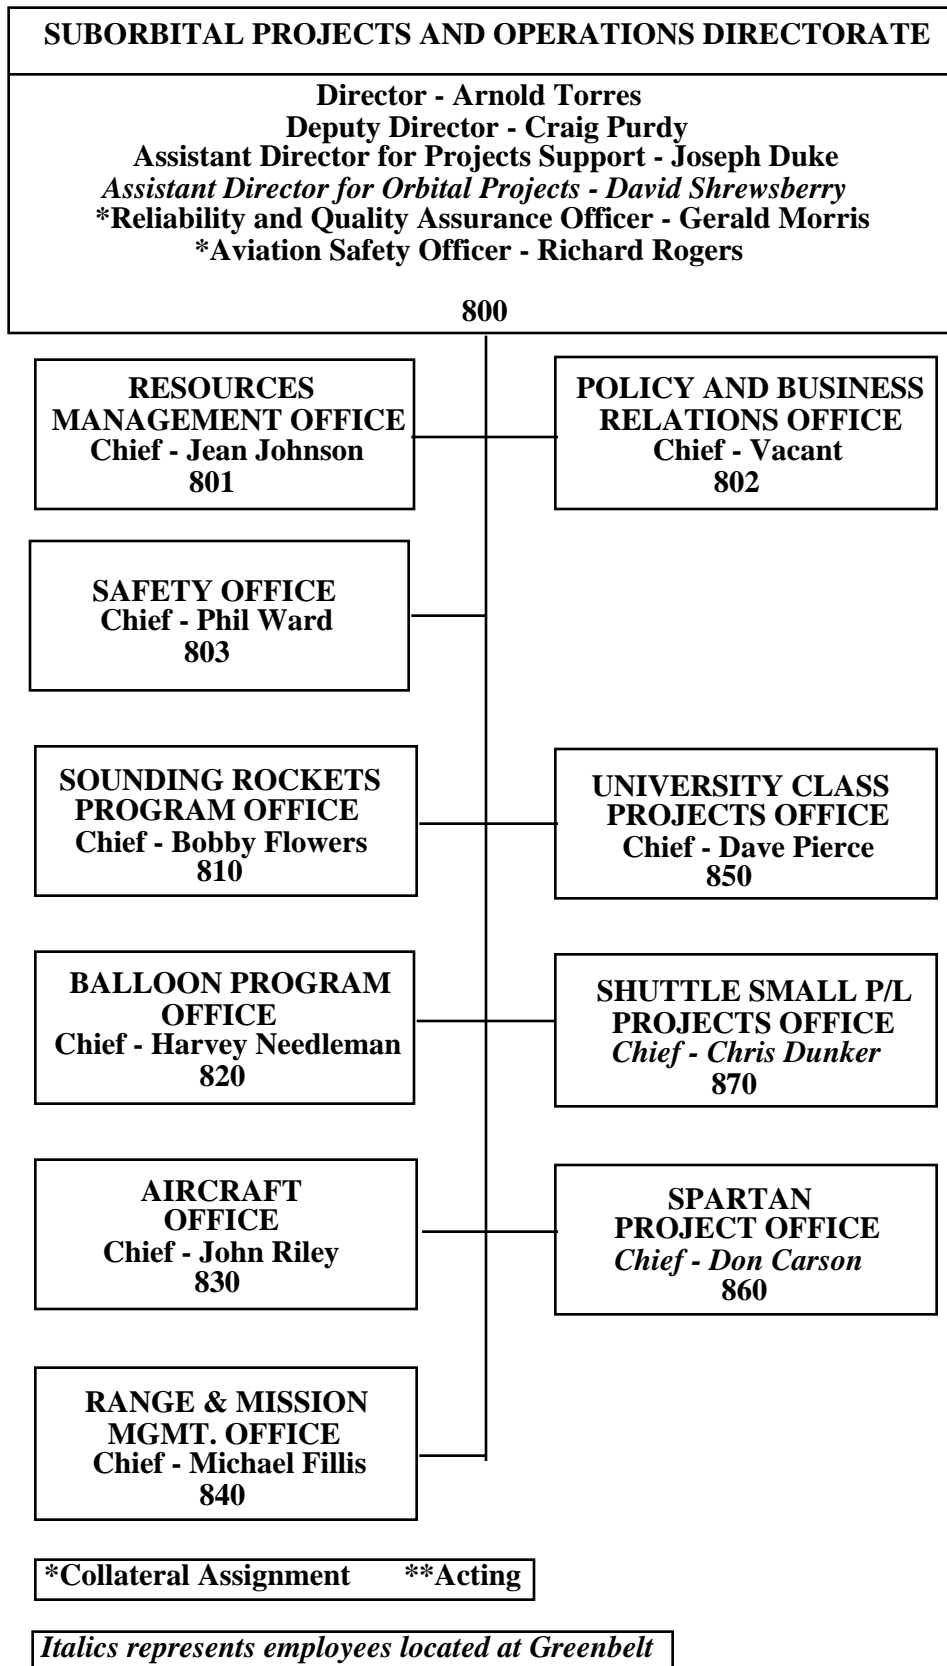 SUBORBITAL PROJECTS AND OPERATIONS DIRECTORATE
Director - Arnold Torres
Deputy Director - Craig Purdy
Assistant Director for Projects Support - Joseph Duke
Assistant Director for Orbital Projects - David Shrewsberry
*Reliability and Quality Assurance Officer - Gerald Morris
*Aviation Safety Officer - Richard Rogers
800
RESOURCES
MANAGEMENT OFFICE
Chief - Jean Johnson
801
POLICY AND BUSINESS
RELATIONS OFFICE
Chief - Vacant
802
SAFETY OFFICE
Chief - Phil Ward
803
SOUNDING ROCKETS
PROGRAM OFFICE
Chief - Bobby Flowers
810
UNIVERSITY CLASS
PROJECTS OFFICE
Chief - Dave Pierce
850
BALLOON PROGRAM
OFFICE
Chief - Harvey Needleman
820
SHUTTLE SMALL P/L
PROJECTS OFFICE
Chief - Chris Dunker
870
AIRCRAFT
OFFICE
Chief - John Riley
830
SPARTAN
PROJECT OFFICE
Chief - Don Carson
860
RANGE & MISSION
MGMT. OFFICE
Chief - Michael Fillis
840
*Collateral Assignment **Acting
Italics represents employees located at Greenbelt